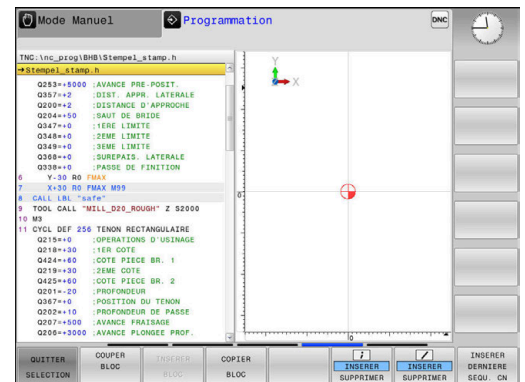 Mode Manuel
Programmation
DNC
TNC:\nc_prog\BHB\Stempel_stamp.h
→Stempel_stamp.h
Q253=+5000 ;AVANCE PRE-POSIT.
Q357=+2 ;DIST. APPR. LATERALE
Q200=+2 ;DISTANCE D'APPROCHE
Q204=+50 ;SAUT DE BRIDE
Q347=+0 ;1ERE LIMITE
Q348=+0 ;2EME LIMITE
Q349=+0 ;3EME LIMITE
Q368=+0 ;SUREPAIS. LATERALE
Q338=+0 ;PASSE DE FINITION
6 Y-30 R0 FMAX
7 X+30 R0 FMAX M99
8 CALL LBL "safe"
9 TOOL CALL "MILL_D20_ROUGH" Z S2000
10 M3
11 CYCL DEF 256 TENON RECTANGULAIRE
Q215=+0 ;OPERATIONS D'USINAGE
Q218=+30 ;1ER COTE
Q424=+60 ;COTE PIECE BR. 1
Q219=+30 ;2EME COTE
Q425=+60 ;COTE PIECE BR. 2
Q201=-20 ;PROFONDEUR
Q367=+0 ;POSITION DU TENON
Q202=+10 ;PROFONDEUR DE PASSE
Q207=+500 ;AVANCE FRAISAGE
Q206=+3000 ;AVANCE PLONGEE PROF.
Y
X
0
0
QUITTER
SELECTION
COUPER
BLOC
INSERER
BLOC
COPIER
BLOC
i
INSERER
SUPPRIMER
INSERER
SUPPRIMER
INSERER
DERNIERE
SEQU. CN